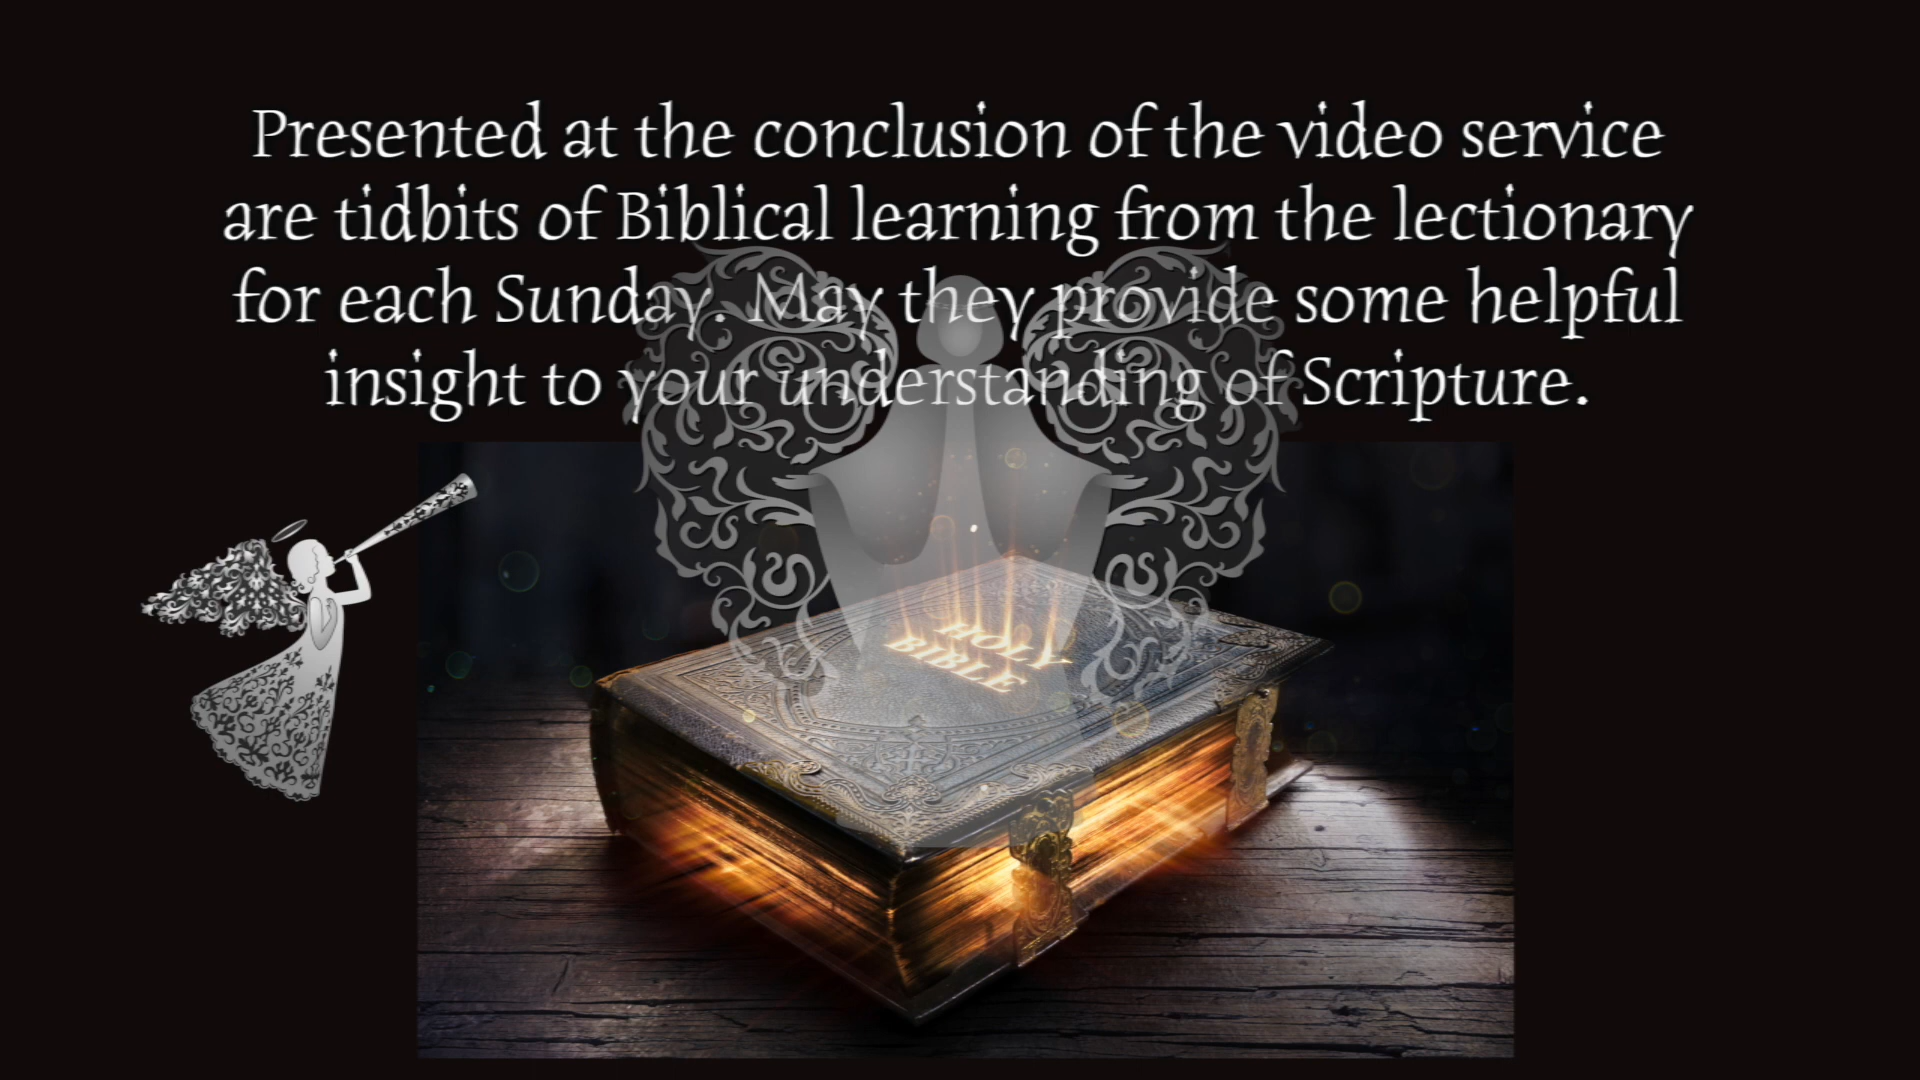 Presented at the conclusion of the video service
are tidbits of Biblical learning from the lectionary
for each Sunday. May they provide some helpful
insight to your understanding of Scripture.
HOLY
BIBLE